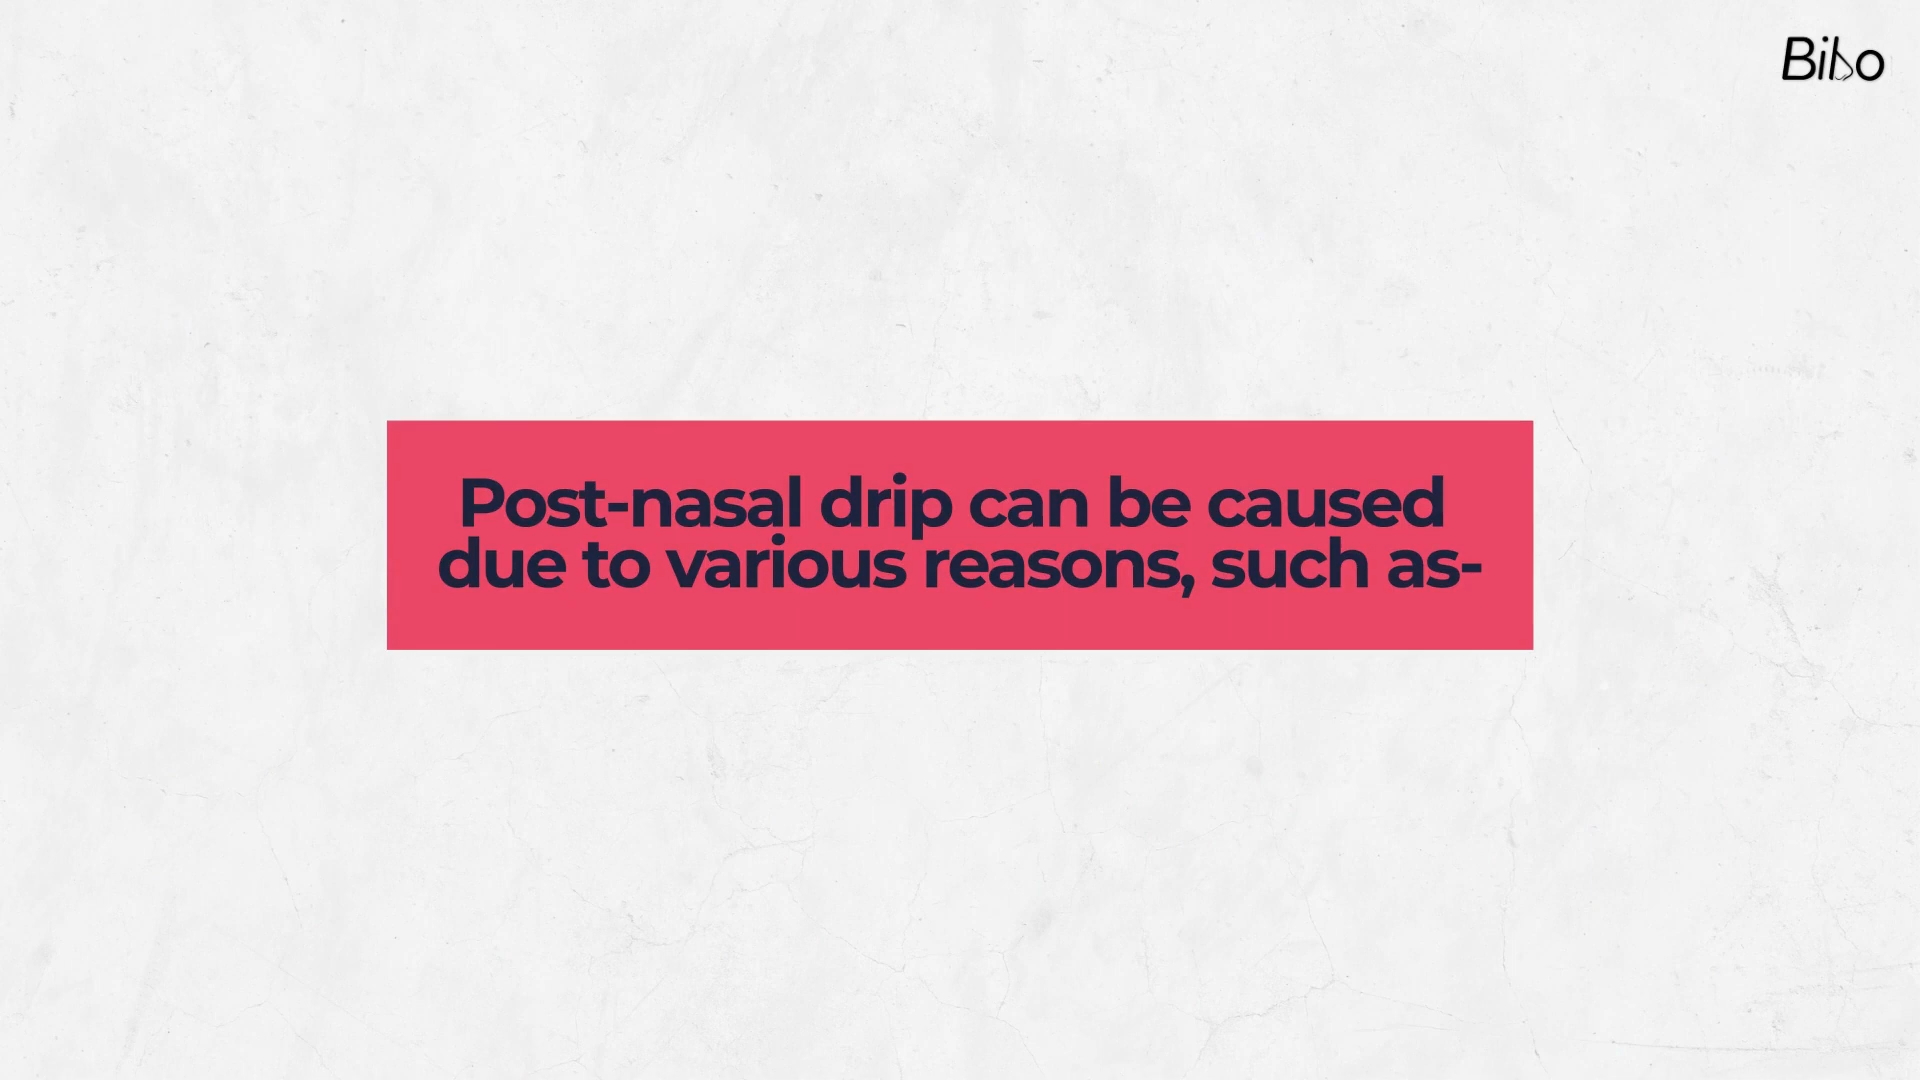 Bibo
Post-nasal drip can be caused
due to various reasons, such as-